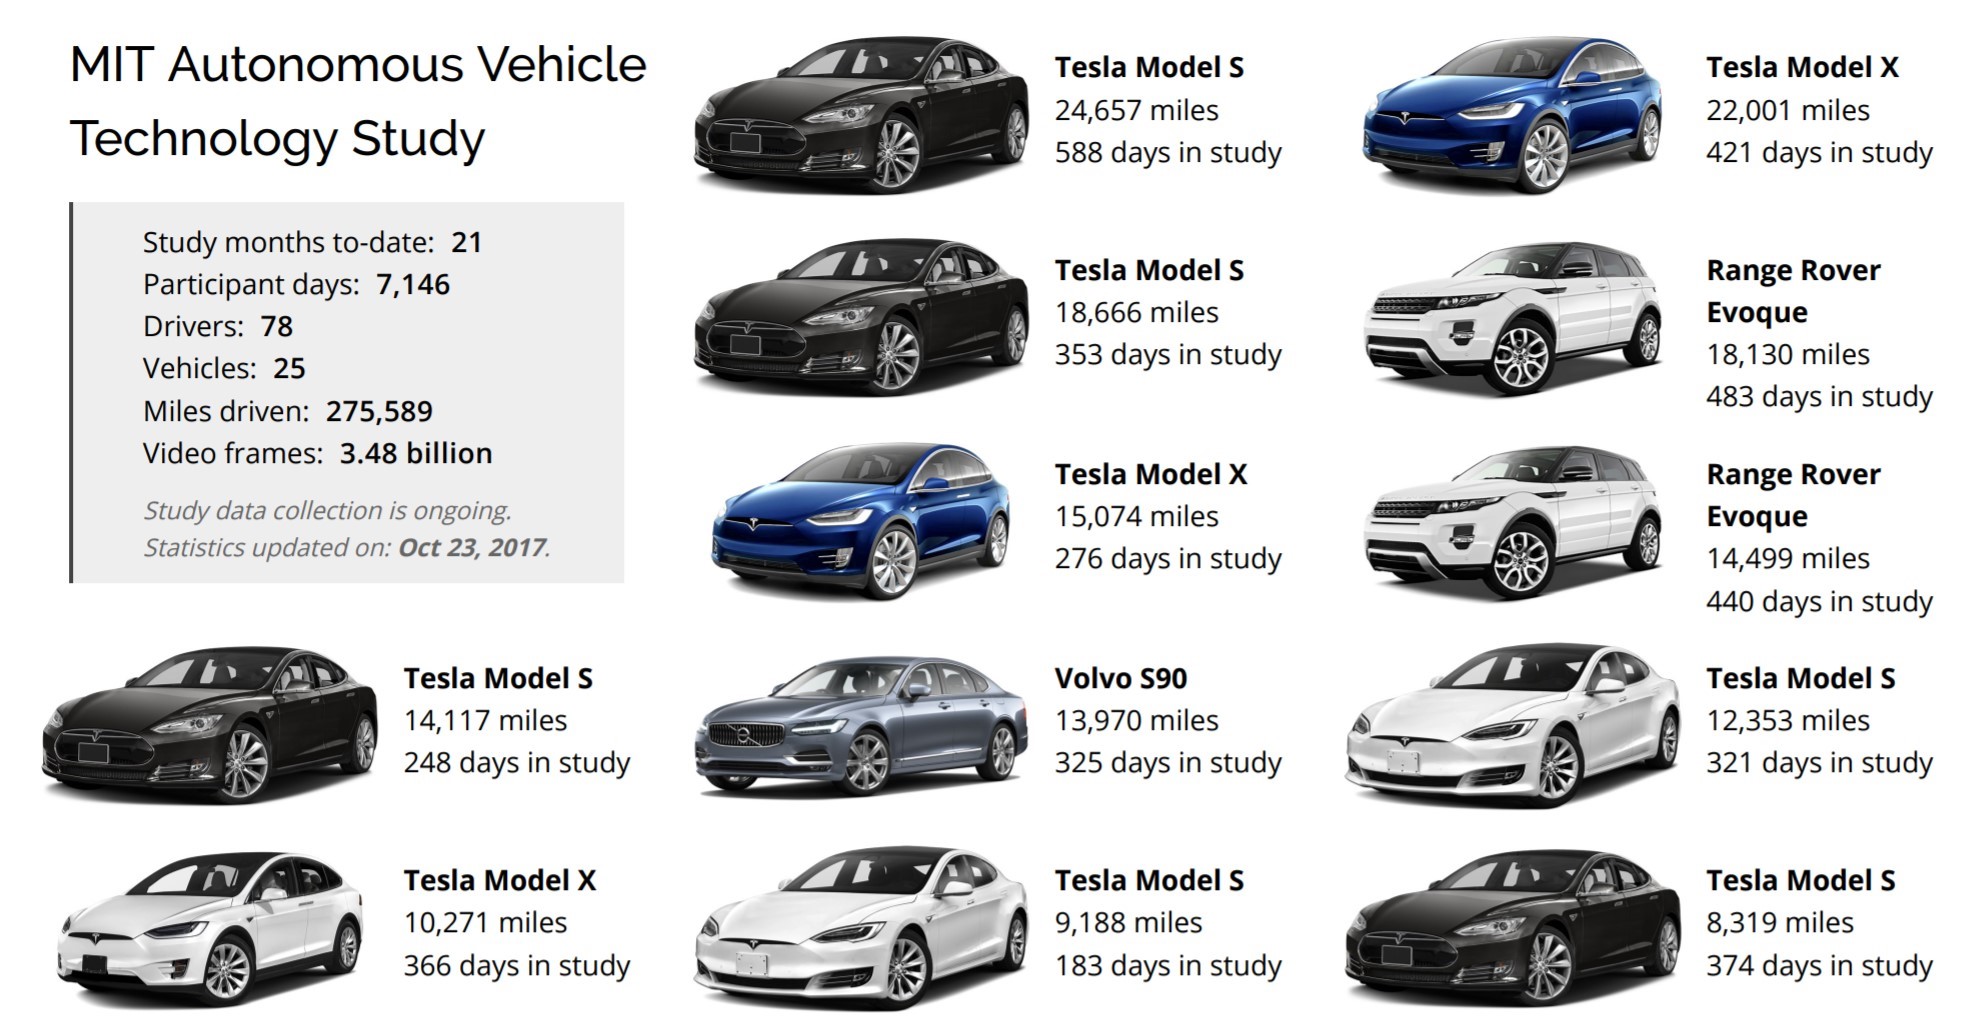 MIT Autonomous Vehicle
Technology Study
Study months to-date: 21
Participant days: 7,146
Drivers: 78
Vehicles: 25
Miles driven: 275,589
Video frames: 3.48 billion
Study data collection is ongoing.
Statistics updated on: Oct 23, 2017.
Tesla Model S
24,657 miles
588 days in study
Tesla Model X
22,001 miles
421 days in study
Tesla Model S
18,666 miles
353 days in study
Range Rover
Evoque
18,130 miles
483 days in study
Tesla Model X
15,074 miles
276 days in study
Range Rover
Evoque
14,499 miles
440 days in study
Tesla Model S
14,117 miles
248 days in study
Volvo S90
13,970 miles
325 days in study
Tesla Model S
12,353 miles
321 days in study
Tesla Model X
10,271 miles
366 days in study
Tesla Model S
9,188 miles
183 days in study
Tesla Model S
8,319 miles
374 days in study